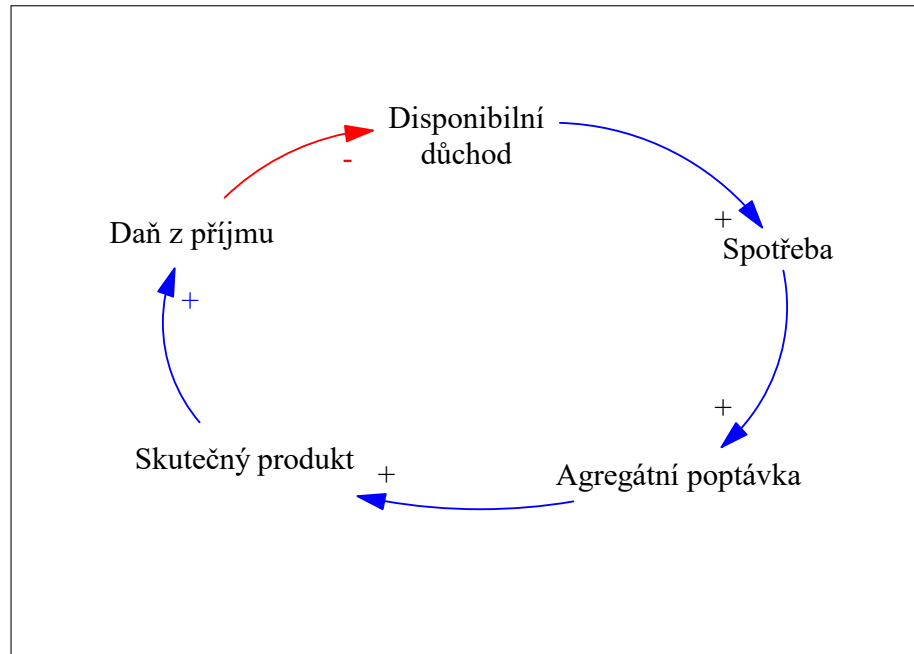 Disponibilní
důchod
-
Daň z příjmu
+
Spotřeba
+
+
Skutečný produkt
+
Agregátní poptávka